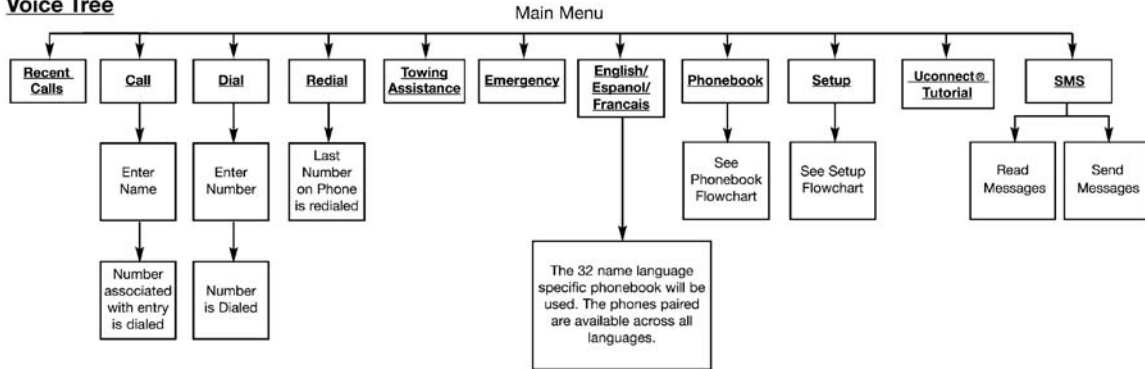 Voice Tree
Main Menu
Recent
Calls
Call
Dial
Redial
Towing
Assistance
Emergency
English/
Espanol/
Francais
Phonebook
Setup
Uconnect®
Tutorial
SMS
Enter
Name
Enter
Number
Last
Number
on Phone
is redialed
See
Phonebook
Flowchart
See Setup
Flowchart
Read
Messages
Send
Messages
Number
associated
with entry
is dialed
Number
is Dialed
The 32 name language
specific phonebook will be
used. The phones paired
are available across all
languages.